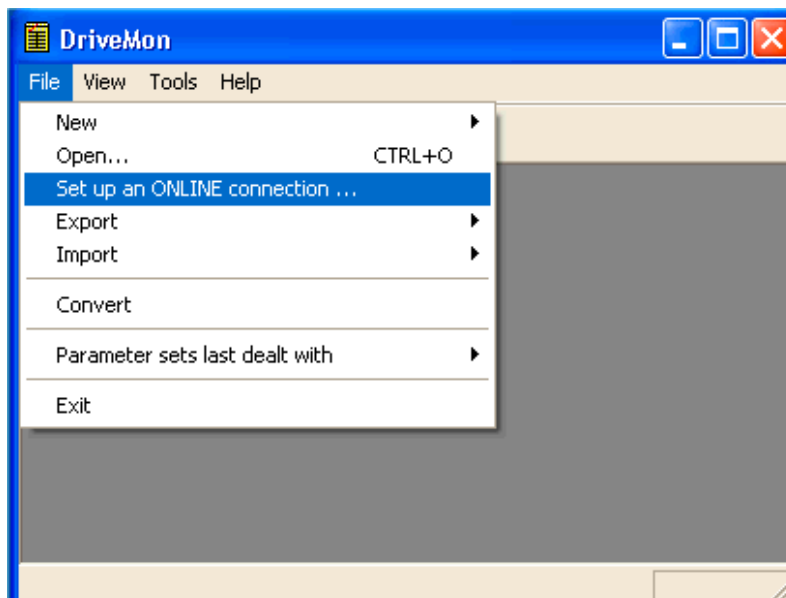 DriveMon
File View Tools Help
New
Open... CTRL+O
Set up an ONLINE connection ...
Export
Import
Convert
Parameter sets last dealt with
Exit